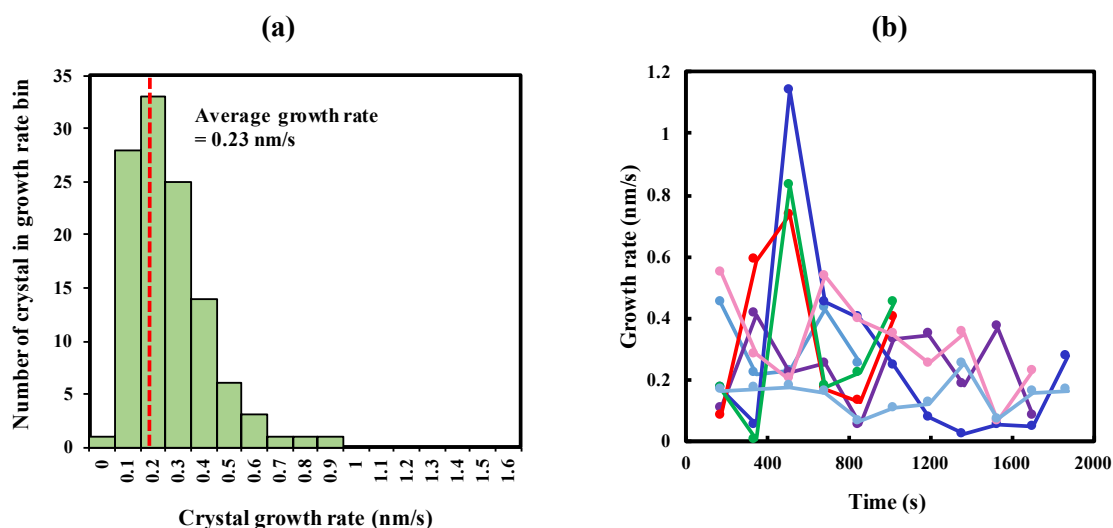 (a)
(b)
Number of crystal in growth rate bin
35
30
25
20
15
10
5
0
Average growth rate
= 0.23 nm/s
0 0.1 0.2 0.3 0.4 0.5 0.6 0.7 0.8 0.9 1 1.1 1.2 1.3 1.4 1.5 1.6
Crystal growth rate (nm/s)
Growth rate (nm/s)
1.2
1
0.8
0.6
0.4
0.2
0
0 400 800 1200 1600 2000
Time (s)